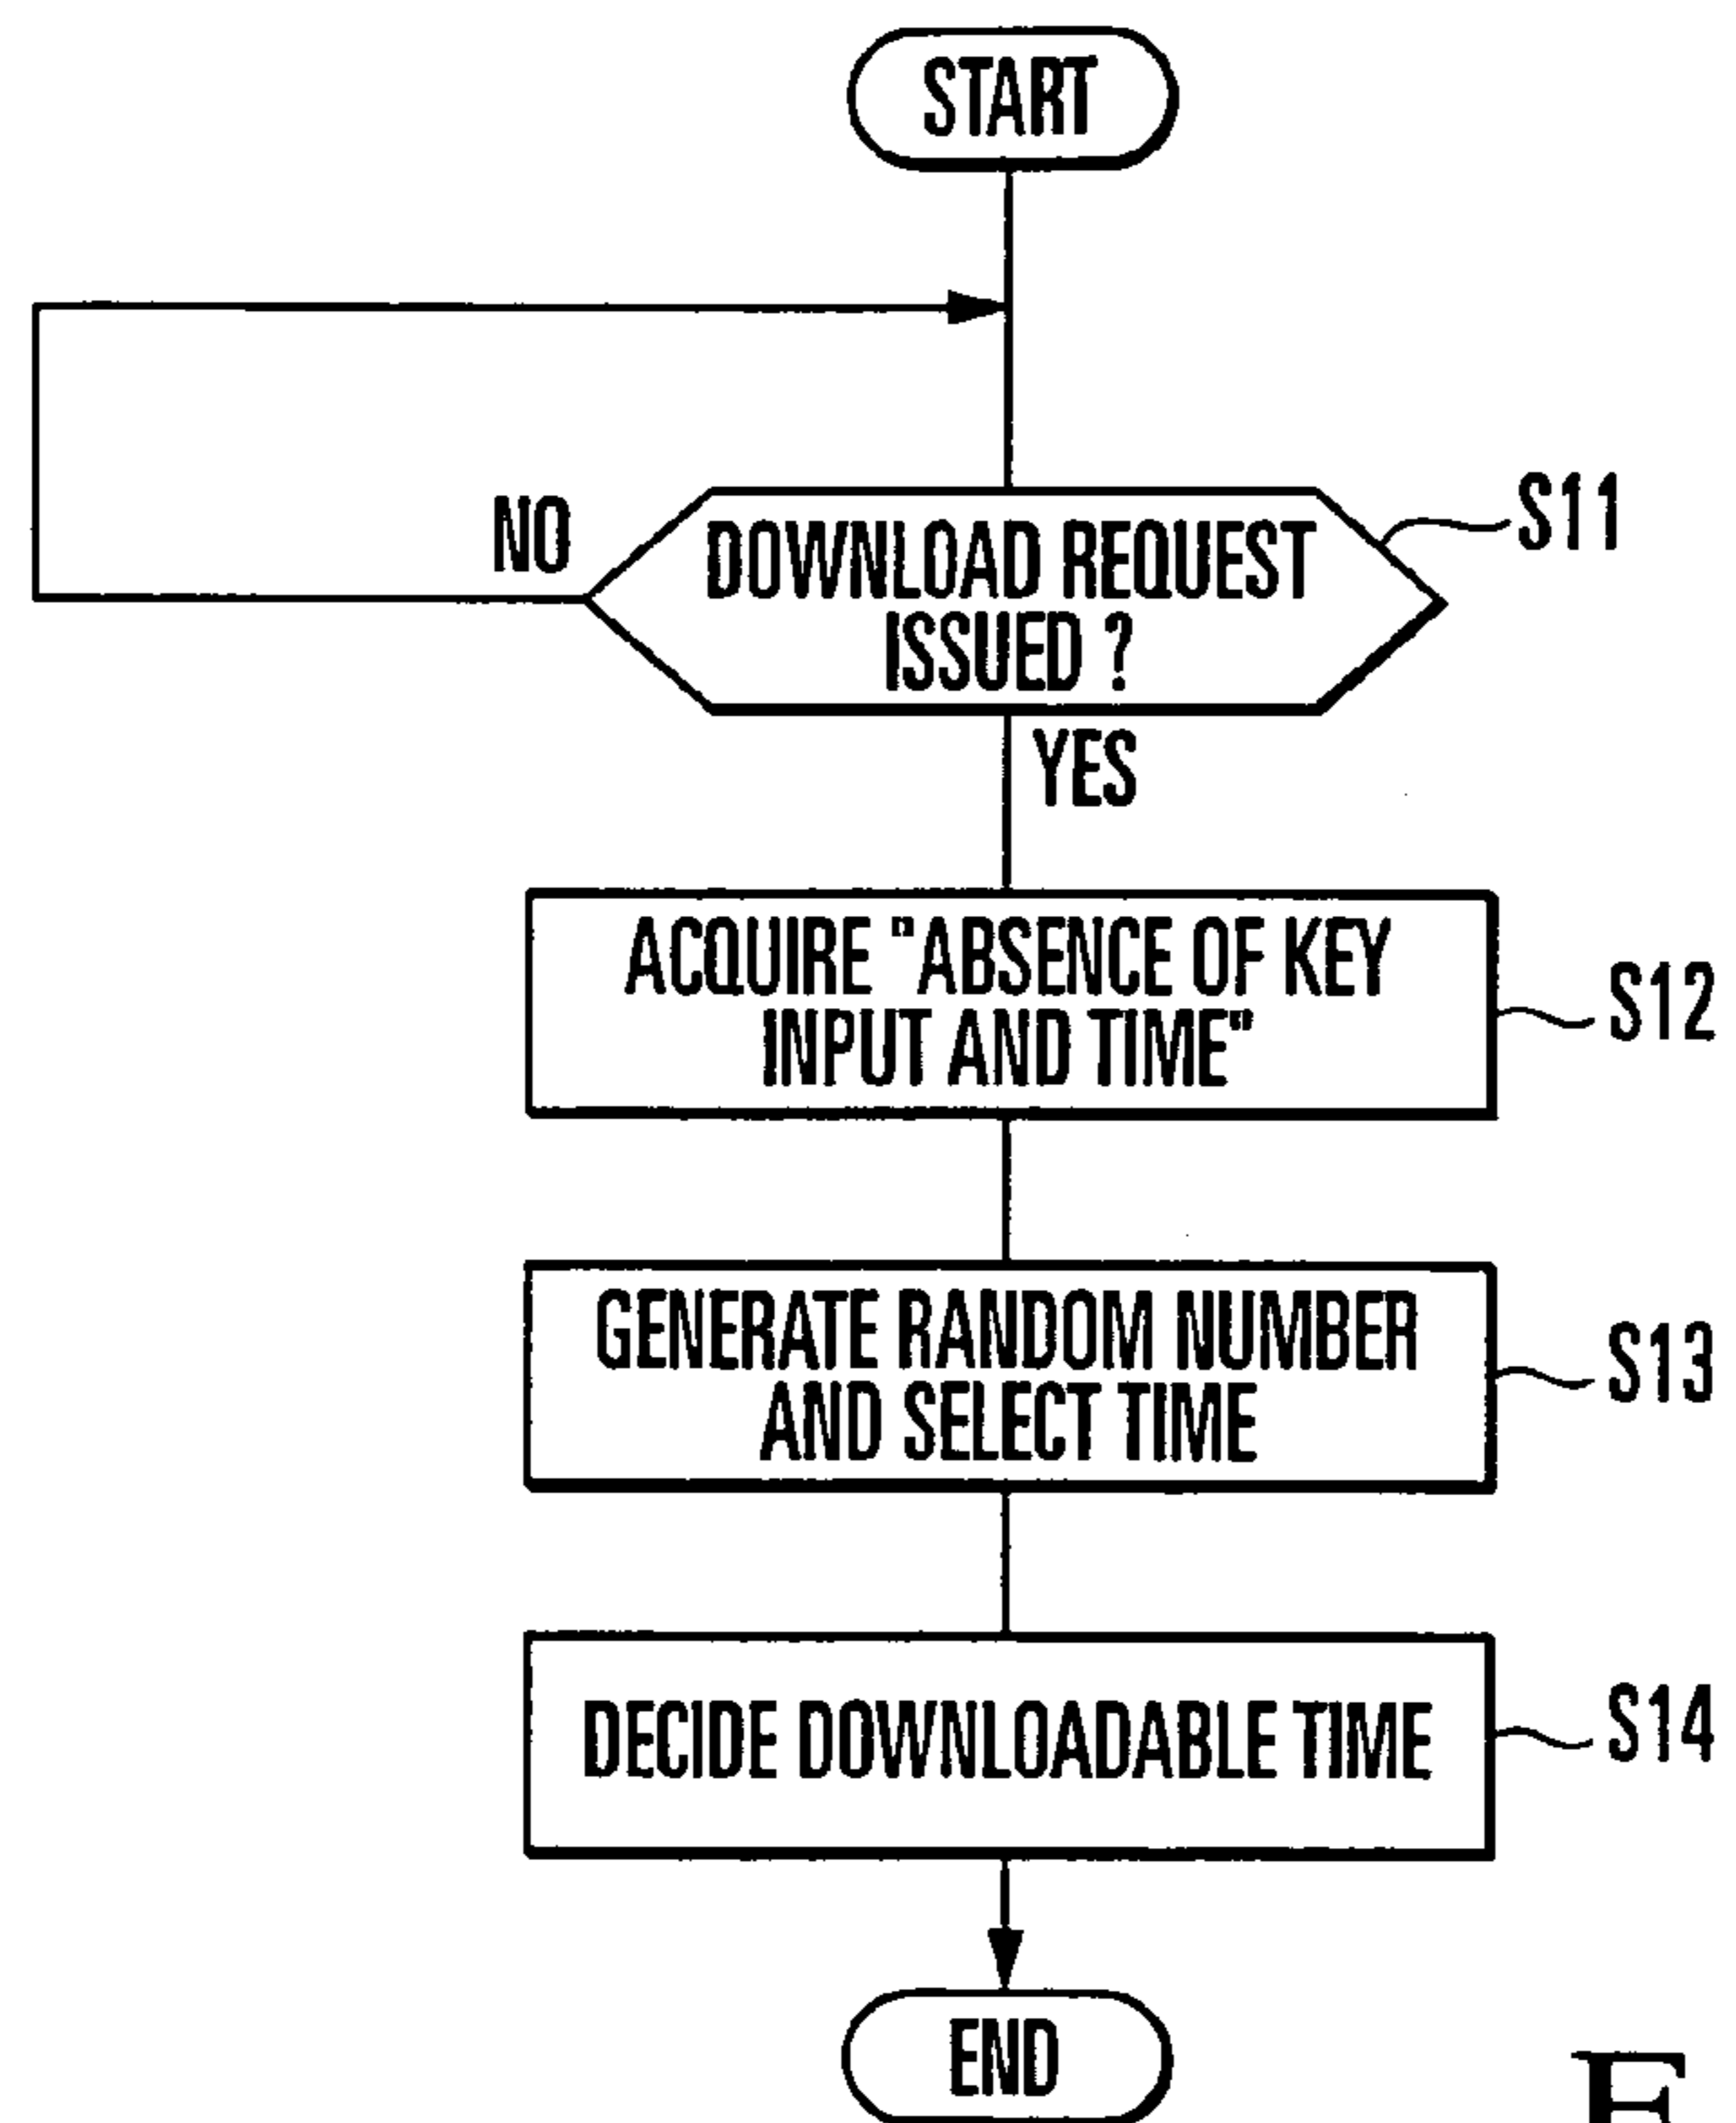 START
NO
DOWNLOAD REQUEST
ISSUED ?
S11
YES
ACQUIRE "ABSENCE OF KEY
INPUT AND TIME"
S12
GENERATE RANDOM NUMBER
AND SELECT TIME
S13
DECIDE DOWNLOADABLE TIME
S14
END